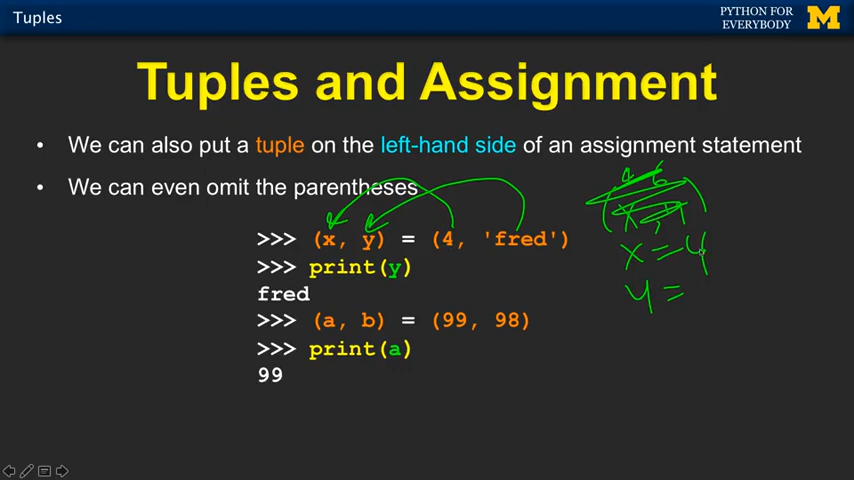 Tuples
PYTHON FOR
EVERYBODY
Tuples and Assignment
• We can also put a tuple on the left-hand side of an assignment statement
• We can even omit the parentheses
>>> (x, y) = (4, 'fred')
>>> print(y)
fred
>>> (a, b) = (99, 98)
>>> print(a)
99
x = 4
y =